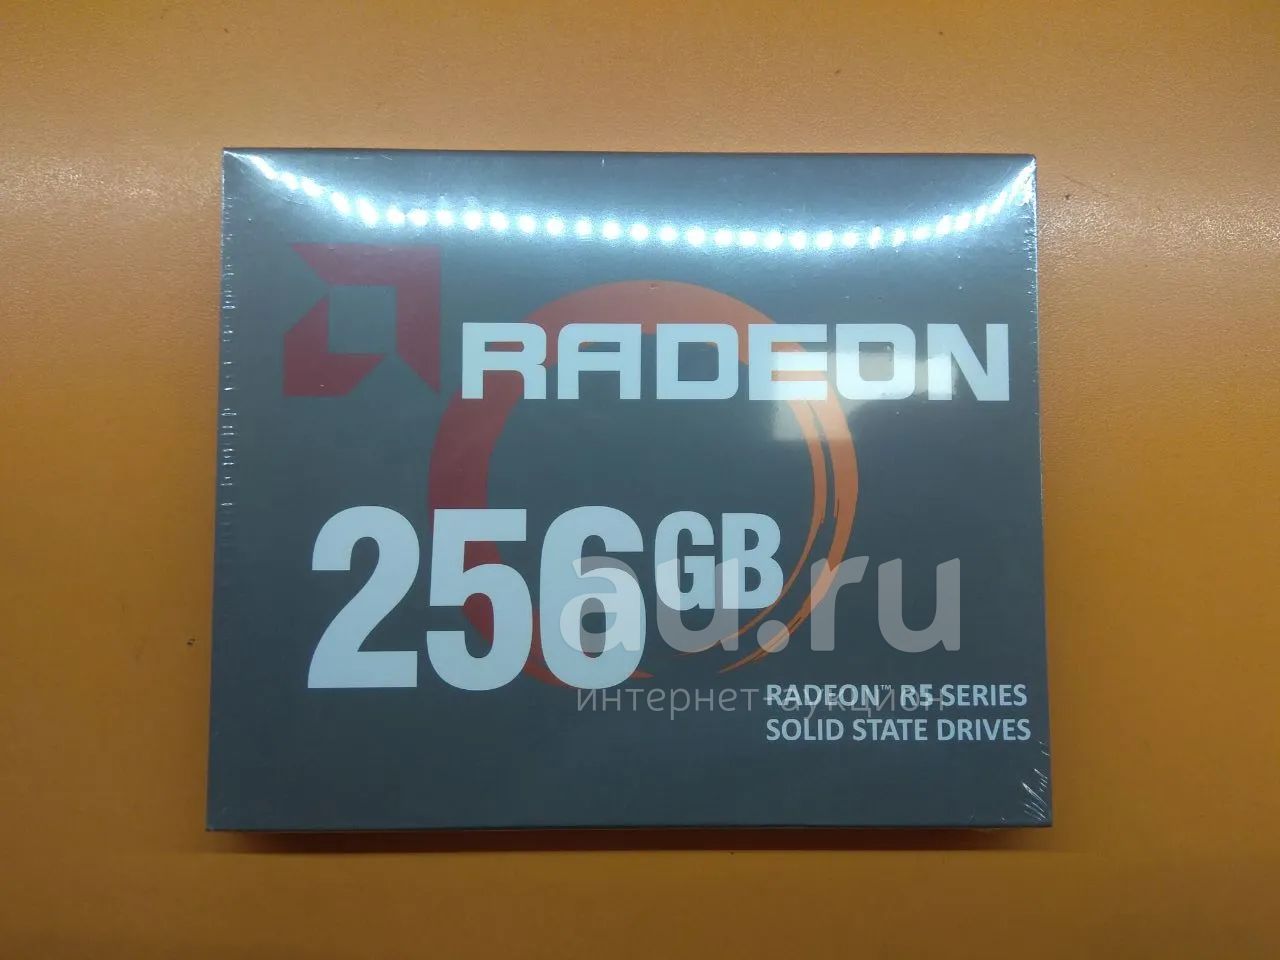 RADEON
256GB
au.ru
интернет-аукцион
RADEON™ R5 SERIES
SOLID STATE DRIVES